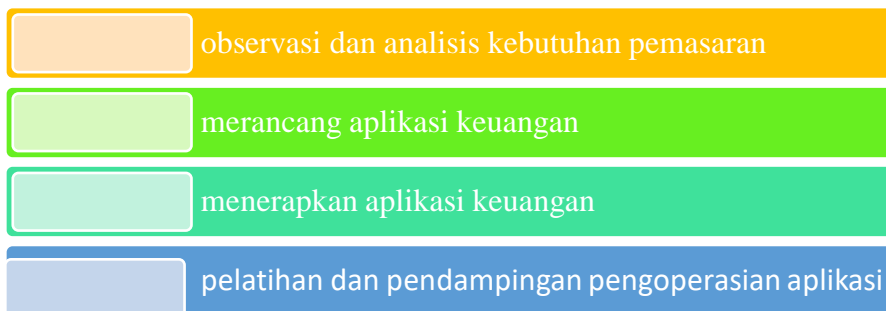 observasi dan analisis kebutuhan pemasaran
merancang aplikasi keuangan
menerapkan aplikasi keuangan
pelatihan dan pendampingan pengoperasian aplikasi